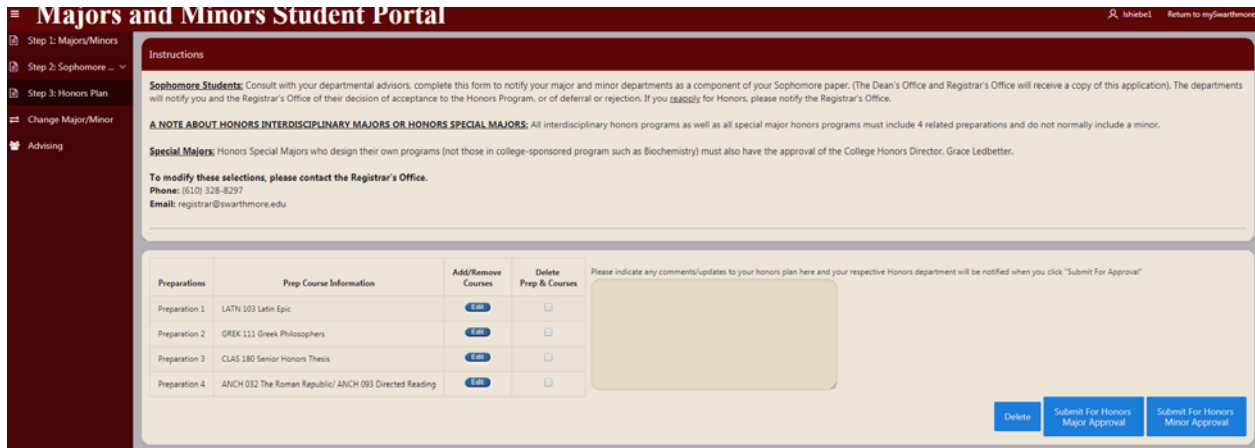 Majors and Minors Student Portal
lshiebe1 Return to mySwarthmore
Step 1: Majors/Minors
Step 2: Sophomore ...
Step 3: Honors Plan
Change Major/Minor
Advising
Instructions
Sophomore Students: Consult with your departmental advisors, complete this form to notify your major and minor departments as a component of your Sophomore paper. (The Dean's Office and Registrar's Office will receive a copy of this application). The departments
will notify you and the Registrar's Office of their decision of acceptance to the Honors Program, or of deferral or rejection. If you reapply for Honors, please notify the Registrar's Office.
A NOTE ABOUT HONORS INTERDISCIPLINARY MAJORS OR HONORS SPECIAL MAJORS: All interdisciplinary honors programs as well as all special major honors programs must include 4 related preparations and do not normally include a minor.
Special Majors: Honors Special Majors who design their own programs (not those in college-sponsored program such as Biochemistry) must also have the approval of the College Honors Director, Grace Ledbetter.
To modify these selections, please contact the Registrar's Office.
Phone: (610) 328-8297
Email: registrar@swarthmore.edu
Preparations Prep Course Information Add/Remove Courses Delete Prep & Courses
Preparation 1 LATN 103 Latin Epic Edit
Preparation 2 GREK 111 Greek Philosophers Edit
Preparation 3 CLAS 180 Senior Honors Thesis Edit
Preparation 4 ANCH 032 The Roman Republic/ ANCH 093 Directed Reading Edit
Please indicate any comments/updates to your honors plan here and your respective Honors department will be notified when you click "Submit For Approval"
Delete
Submit For Honors
Major Approval
Submit For Honors
Minor Approval